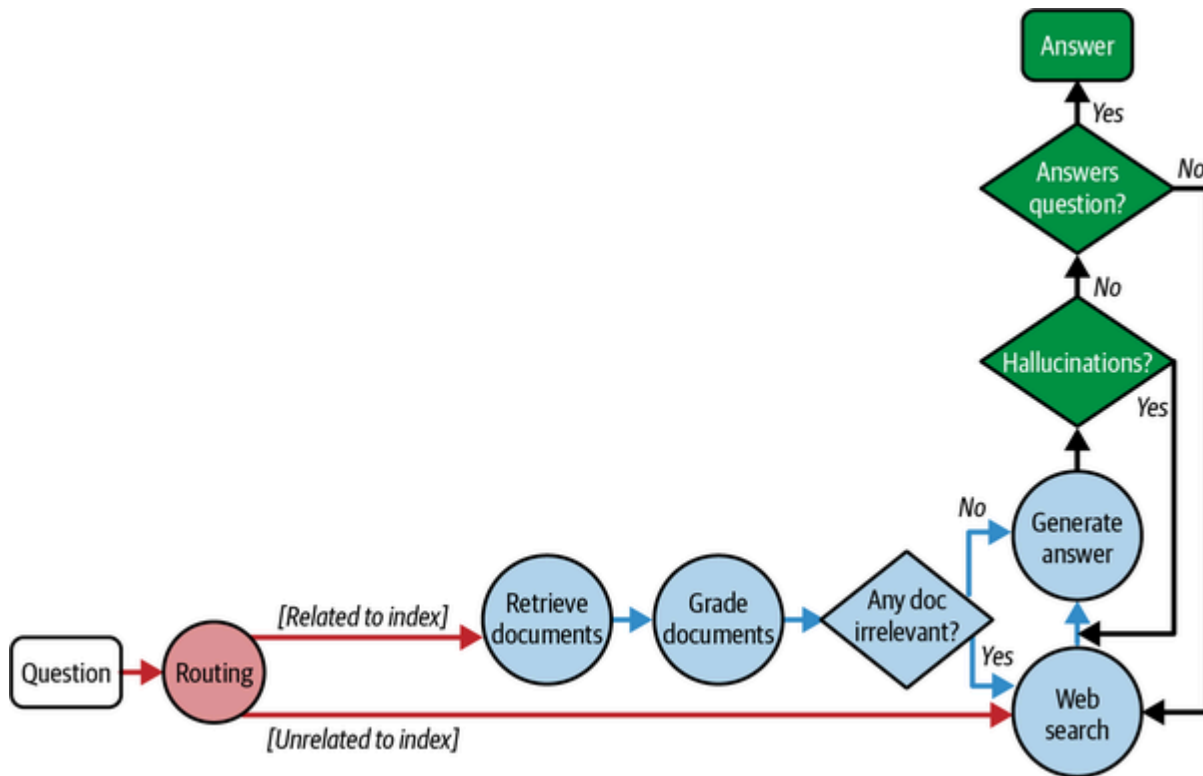 Answer
Yes
Answers
question?
No
No
Hallucinations?
Yes
Generate
answer
No
Retrieve
documents
Grade
documents
Any doc
irrelevant?
[Related to index]
Question
Routing
Yes
Web
search
[Unrelated to index]